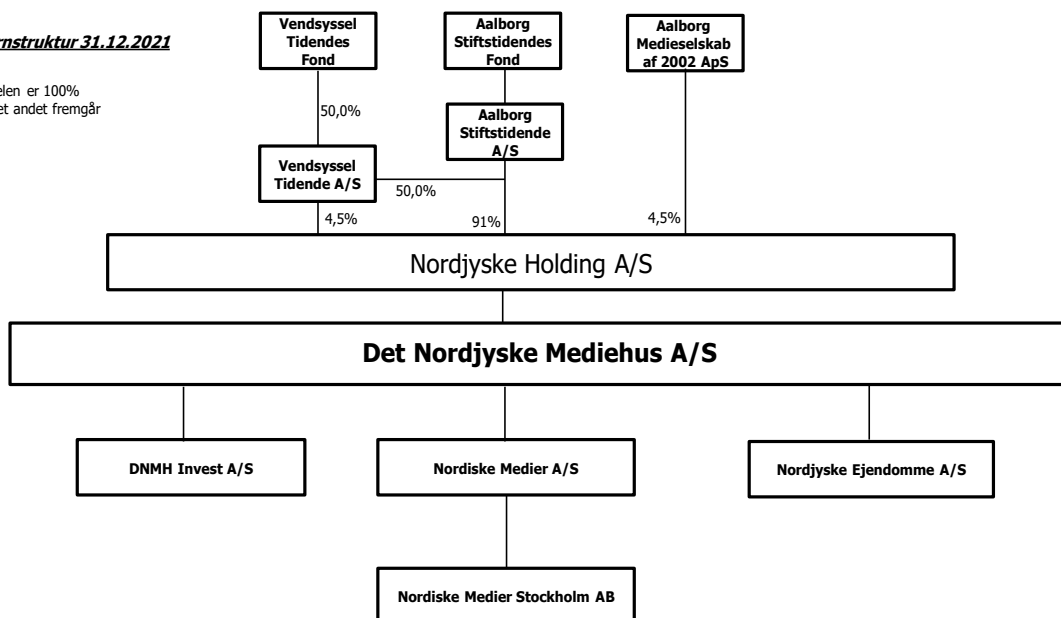 rnstruktur 31.12.2021
elen er 100%
et andet fremgår
Vendsyssel
Tidendes
Fond
Aalborg
Stiftstidendes
Fond
Aalborg
Medieselskab
af 2002 ApS
50,0%
Aalborg
Stiftstidende
A/S
Vendsyssel
Tidende A/S
50,0%
4,5%
91%
4,5%
Nordjyske Holding A/S
Det Nordjyske Mediehus A/S
DNMH Invest A/S
Nordiske Medier A/S
Nordjyske Ejendomme A/S
Nordiske Medier Stockholm AB